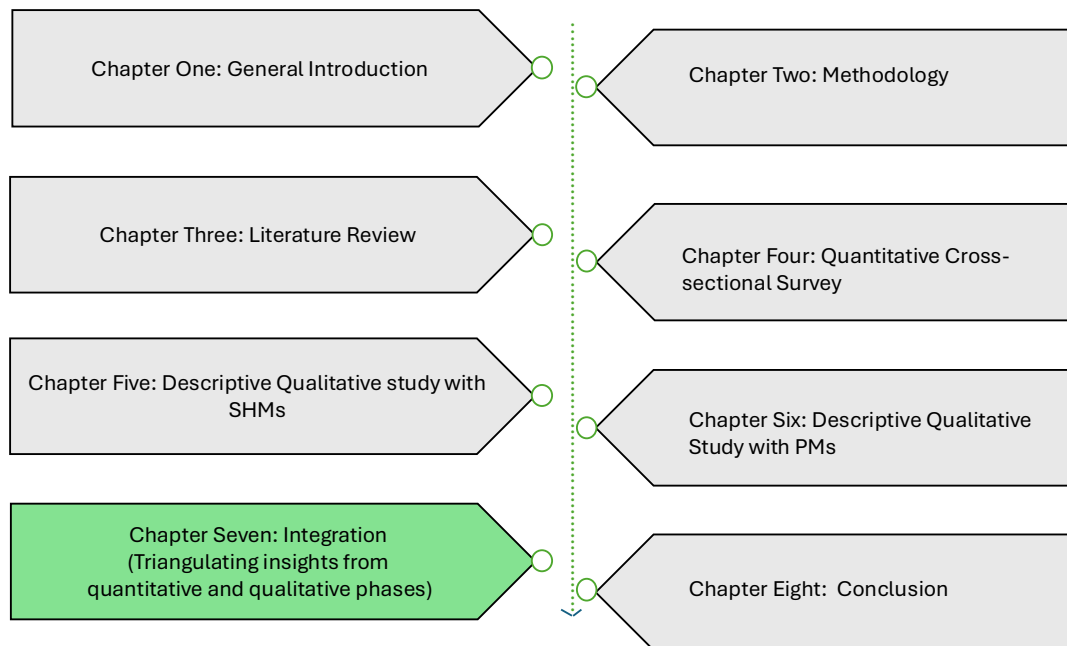 Chapter One: General Introduction
Chapter Two: Methodology
Chapter Three: Literature Review
Chapter Four: Quantitative Cross-
sectional Survey
Chapter Five: Descriptive Qualitative study with
SHMs
Chapter Six: Descriptive Qualitative
Study with PMs
Chapter Seven: Integration
(Triangulating insights from
quantitative and qualitative phases)
Chapter Eight:  Conclusion